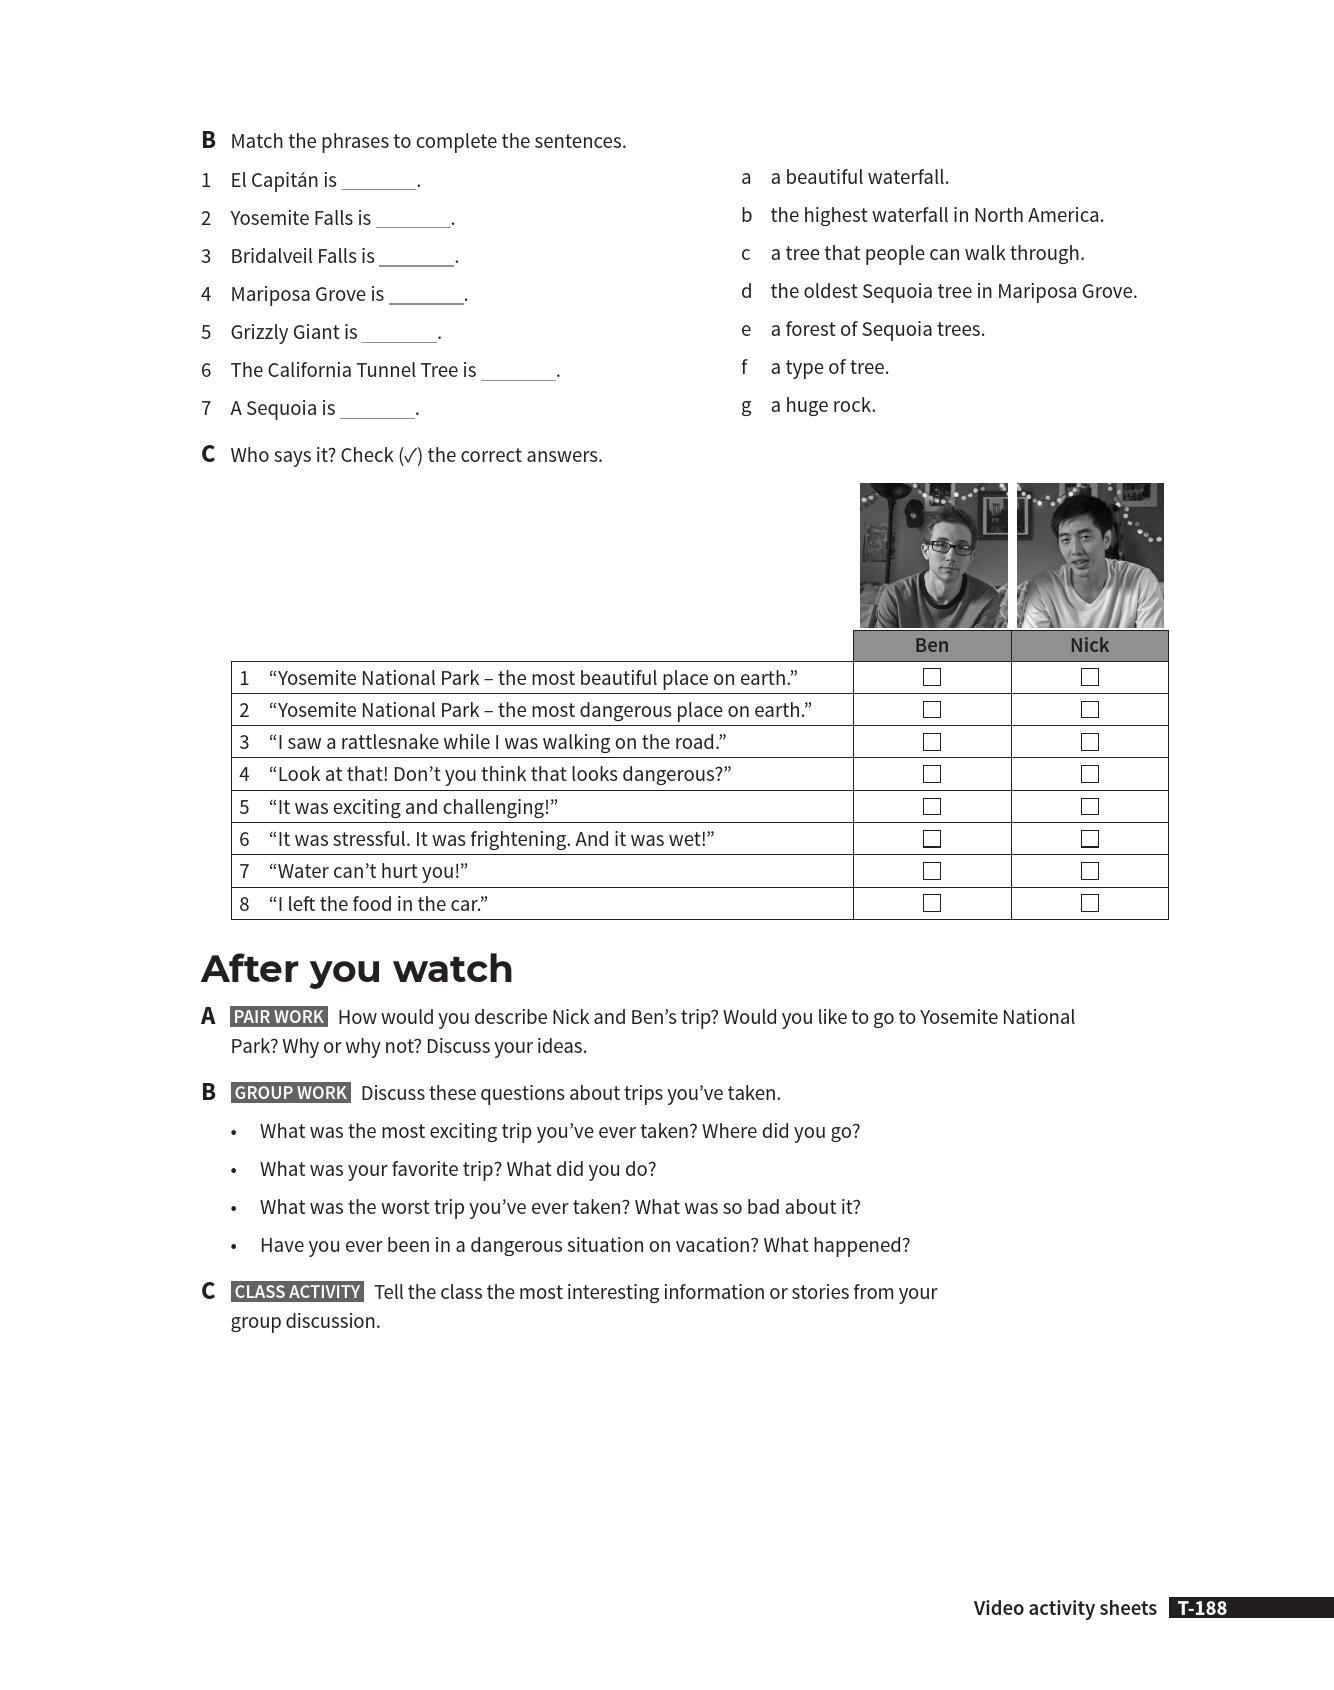 B Match the phrases to complete the sentences.
1 El Capitán is _______.
2 Yosemite Falls is _______.
3 Bridalveil Falls is _______.
4 Mariposa Grove is _______.
5 Grizzly Giant is _______.
6 The California Tunnel Tree is _______.
7 A Sequoia is _______.
a a beautiful waterfall.
b the highest waterfall in North America.
c a tree that people can walk through.
d the oldest Sequoia tree in Mariposa Grove.
e a forest of Sequoia trees.
f a type of tree.
g a huge rock.
C Who says it? Check (✓) the correct answers.
Ben Nick
1 “Yosemite National Park – the most beautiful place on earth.”
2 “Yosemite National Park – the most dangerous place on earth.”
3 “I saw a rattlesnake while I was walking on the road.”
4 “Look at that! Don’t you think that looks dangerous?”
5 “It was exciting and challenging!”
6 “It was stressful. It was frightening. And it was wet!”
7 “Water can’t hurt you!”
8 “I left the food in the car.”
After you watch
A PAIR WORK How would you describe Nick and Ben’s trip? Would you like to go to Yosemite National
Park? Why or why not? Discuss your ideas.
B GROUP WORK Discuss these questions about trips you’ve taken.
• What was the most exciting trip you’ve ever taken? Where did you go?
• What was your favorite trip? What did you do?
• What was the worst trip you’ve ever taken? What was so bad about it?
• Have you ever been in a dangerous situation on vacation? What happened?
C CLASS ACTIVITY Tell the class the most interesting information or stories from your
group discussion.
Video activity sheets T-188